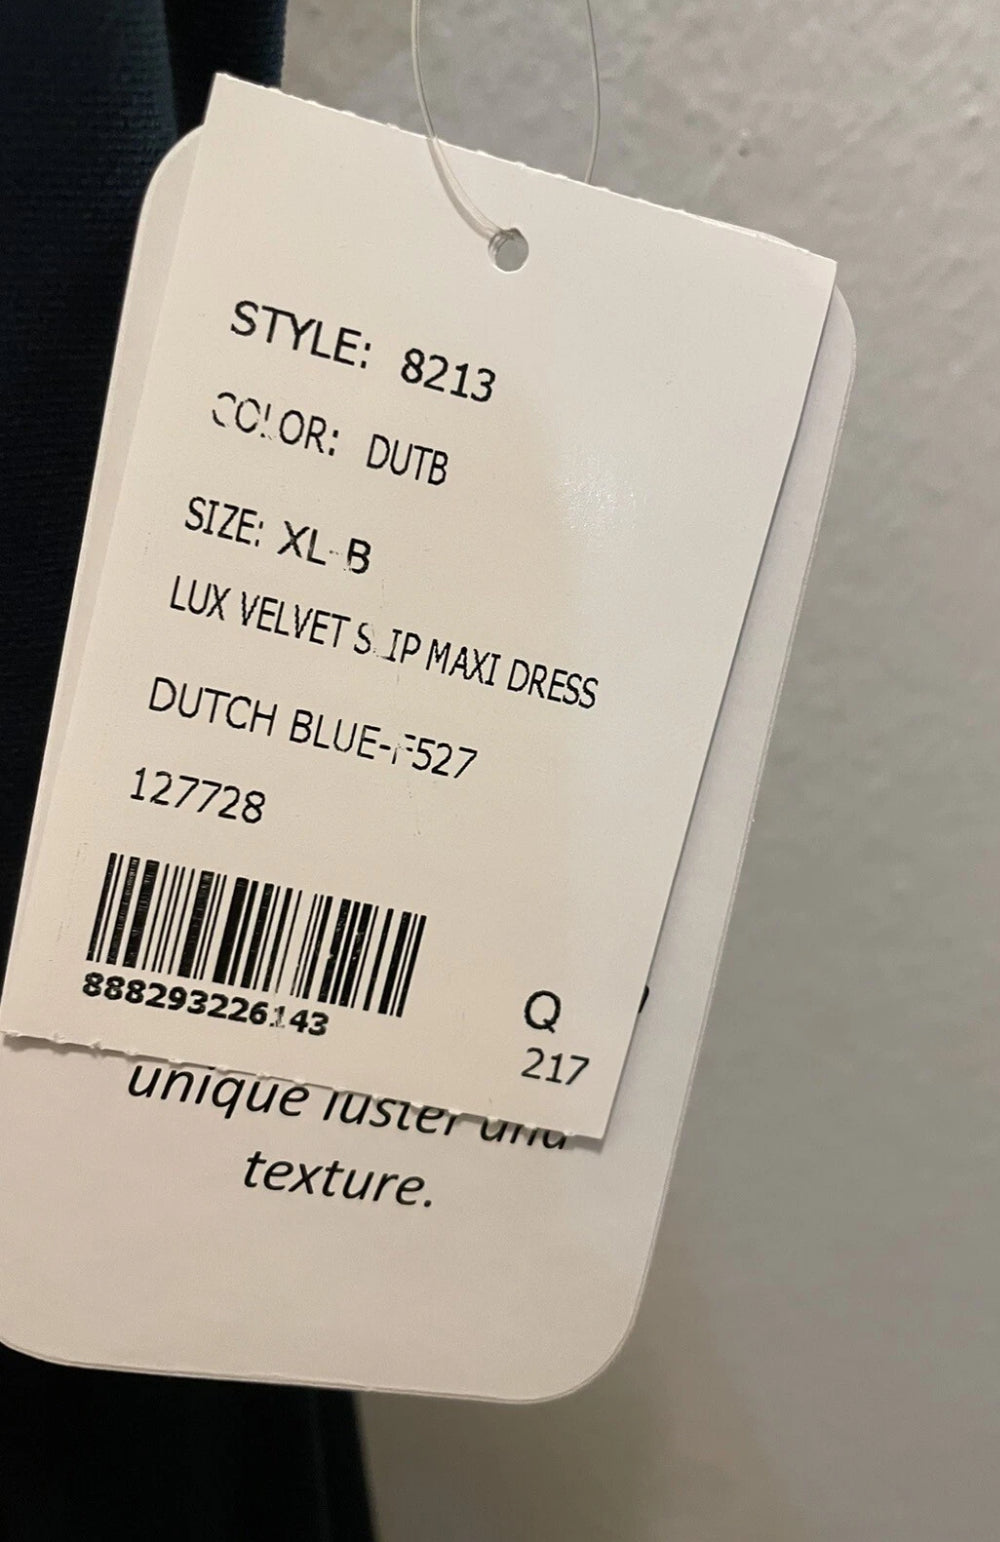 STYLE: 8213
COLOR: DUTB
SIZE: XL-B
LUX VELVET SLIP MAXI DRESS
DUTCH BLUE-F527
127728
888293226143
Q
217
unique luster and
texture.